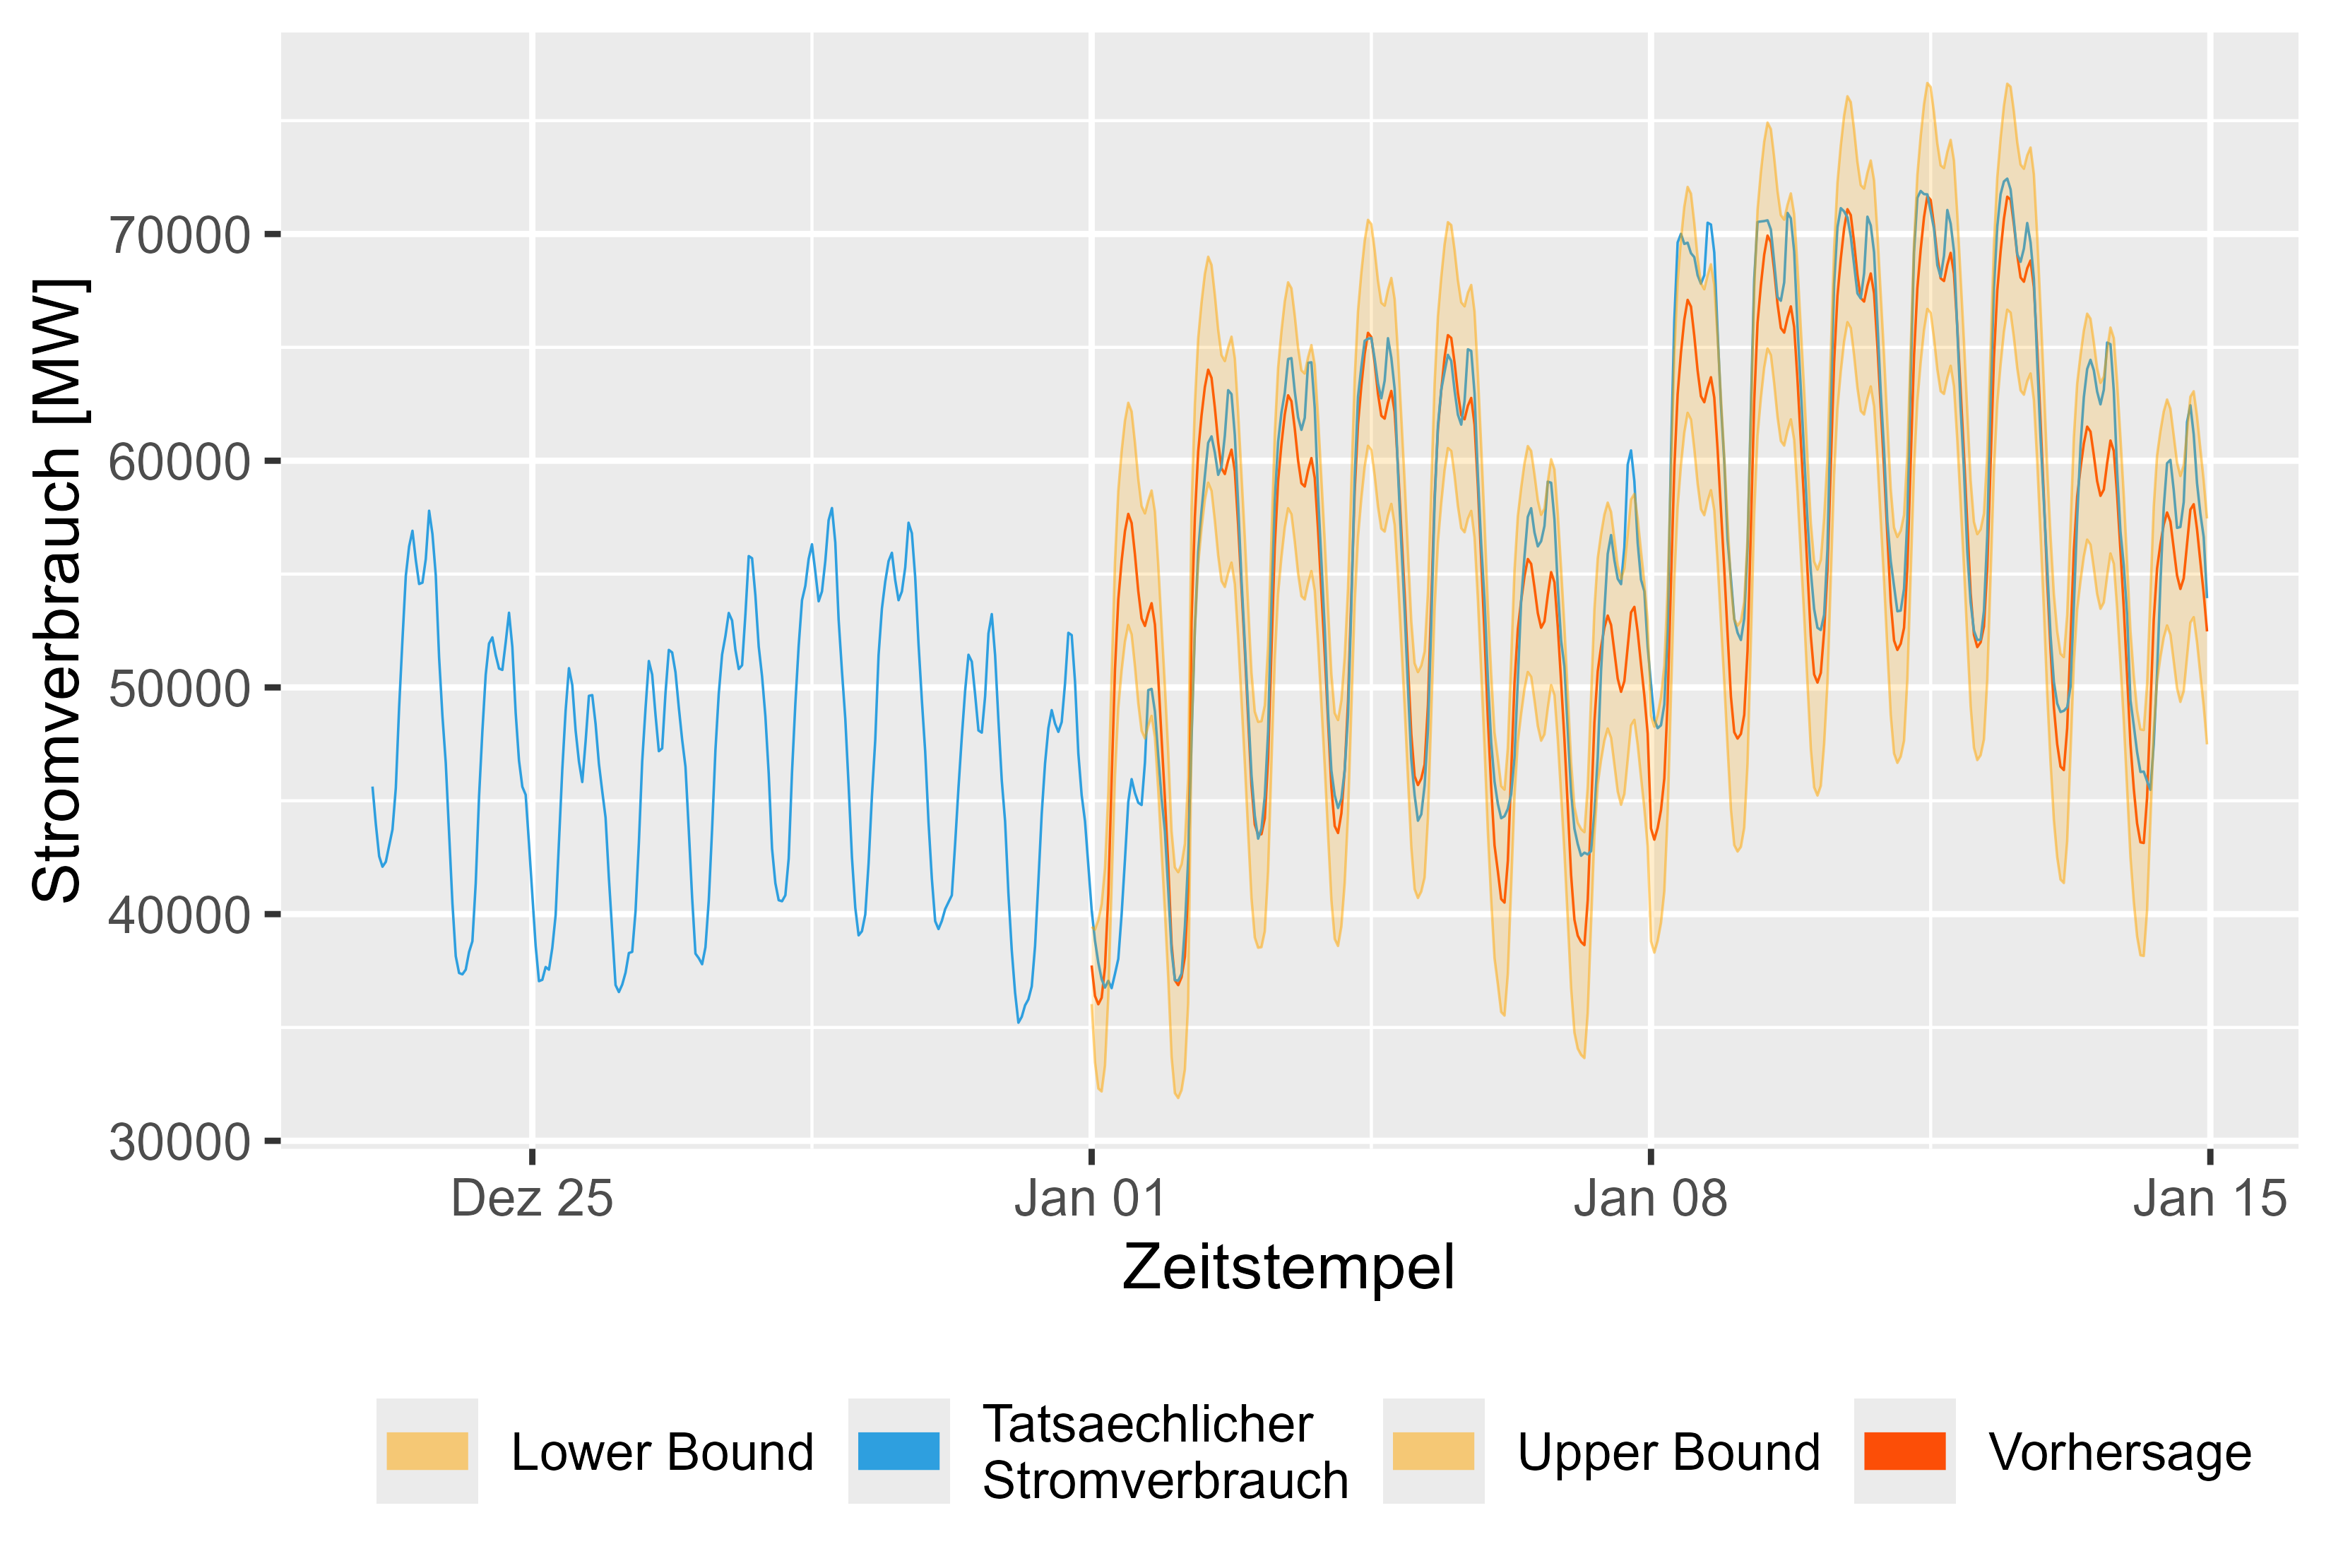 Stromverbrauch [MW]
70000
60000
50000
40000
30000
Dez 25
Jan 01
Jan 08
Jan 15
Zeitstempel
Lower Bound
Tatsaechlicher
Stromverbrauch
Upper Bound
Vorhersage